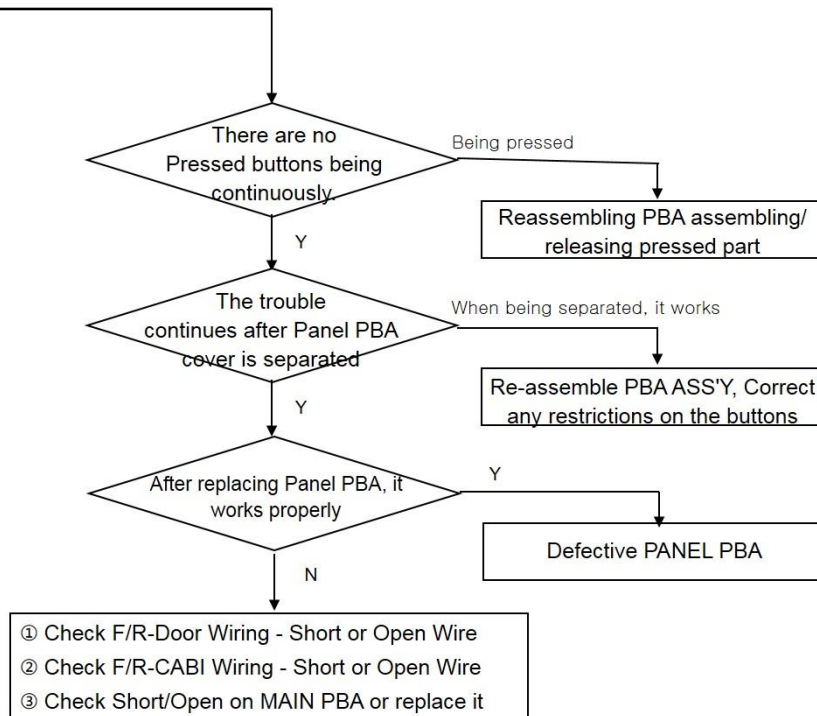 There are no
Pressed buttons being
continuously.
Being pressed
Reassembling PBA assembling/
releasing pressed part
Y
The trouble
continues after Panel PBA
cover is separated
When being separated, it works
Re-assemble PBA ASS'Y, Correct
any restrictions on the buttons
Y
After replacing Panel PBA, it
works properly
Y
Defective PANEL PBA
N
① Check F/R-Door Wiring - Short or Open Wire
② Check F/R-CABI Wiring - Short or Open Wire
③ Check Short/Open on MAIN PBA or replace it